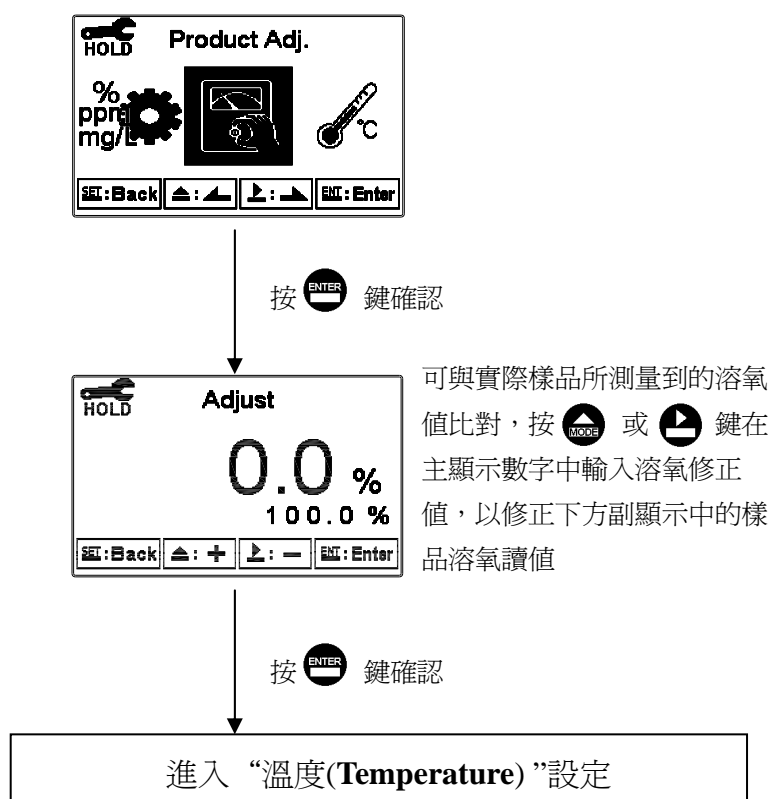 HOLD Product Adj.
%
ppm
mg/L
°C
SET:Back ENT:Enter
按 ENTER 鍵確認
HOLD Adjust
0.0 %
100.0 %
SET:Back + - ENT:Enter
可與實際樣品所測量到的溶氧
值比對，按 MODE 或 鍵在
主顯示數字中輸入溶氧修正
值，以修正下方副顯示中的樣
品溶氧讀值
按 ENTER 鍵確認
進入“溫度(Temperature)”設定